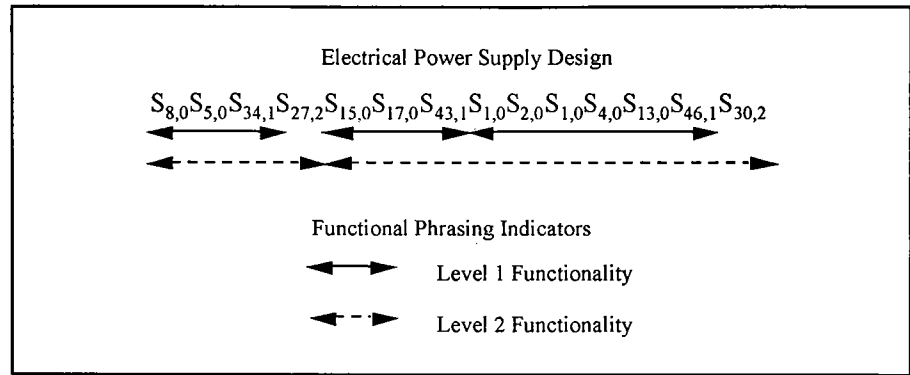 Electrical Power Supply Design
S8,0S5,0S34,1S27,2S15,0S17,0S43,1S1,0S2,0S1,0S4,0S13,0S46,1S30,2
Functional Phrasing Indicators
Level 1 Functionality
Level 2 Functionality